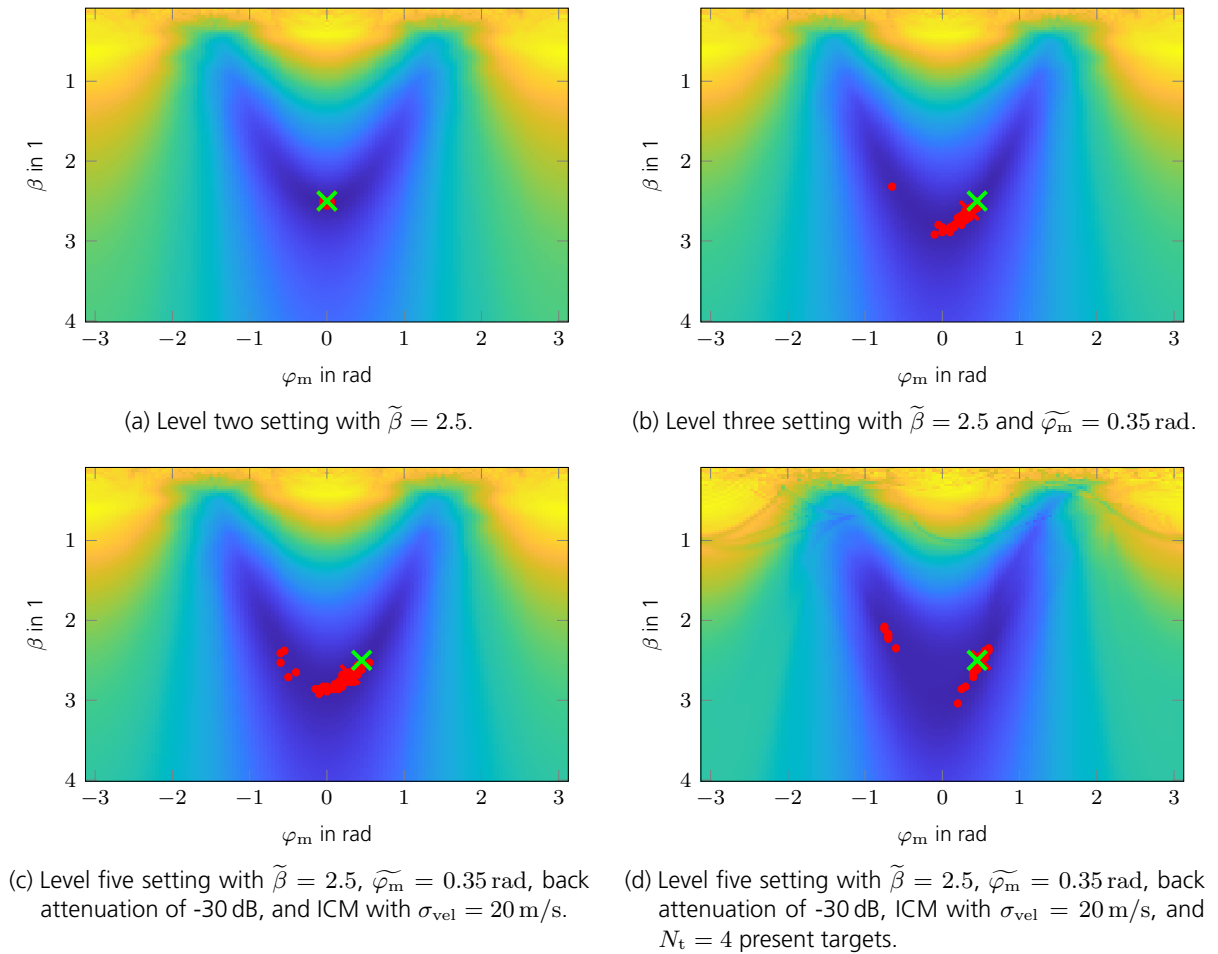 1
2
3
4
β in 1
−3 −2 −1 0 1 2 3
φm in rad
(a) Level two setting with β̃ = 2.5.
1
2
3
4
β in 1
−3 −2 −1 0 1 2 3
φm in rad
(b) Level three setting with β̃ = 2.5 and φ̃m = 0.35 rad.
1
2
3
4
β in 1
−3 −2 −1 0 1 2 3
φm in rad
(c) Level five setting with β̃ = 2.5, φ̃m = 0.35 rad, back
attenuation of -30 dB, and ICM with σvel = 20 m/s.
1
2
3
4
β in 1
−3 −2 −1 0 1 2 3
φm in rad
(d) Level five setting with β̃ = 2.5, φ̃m = 0.35 rad, back
attenuation of -30 dB, ICM with σvel = 20 m/s, and
Nt = 4 present targets.